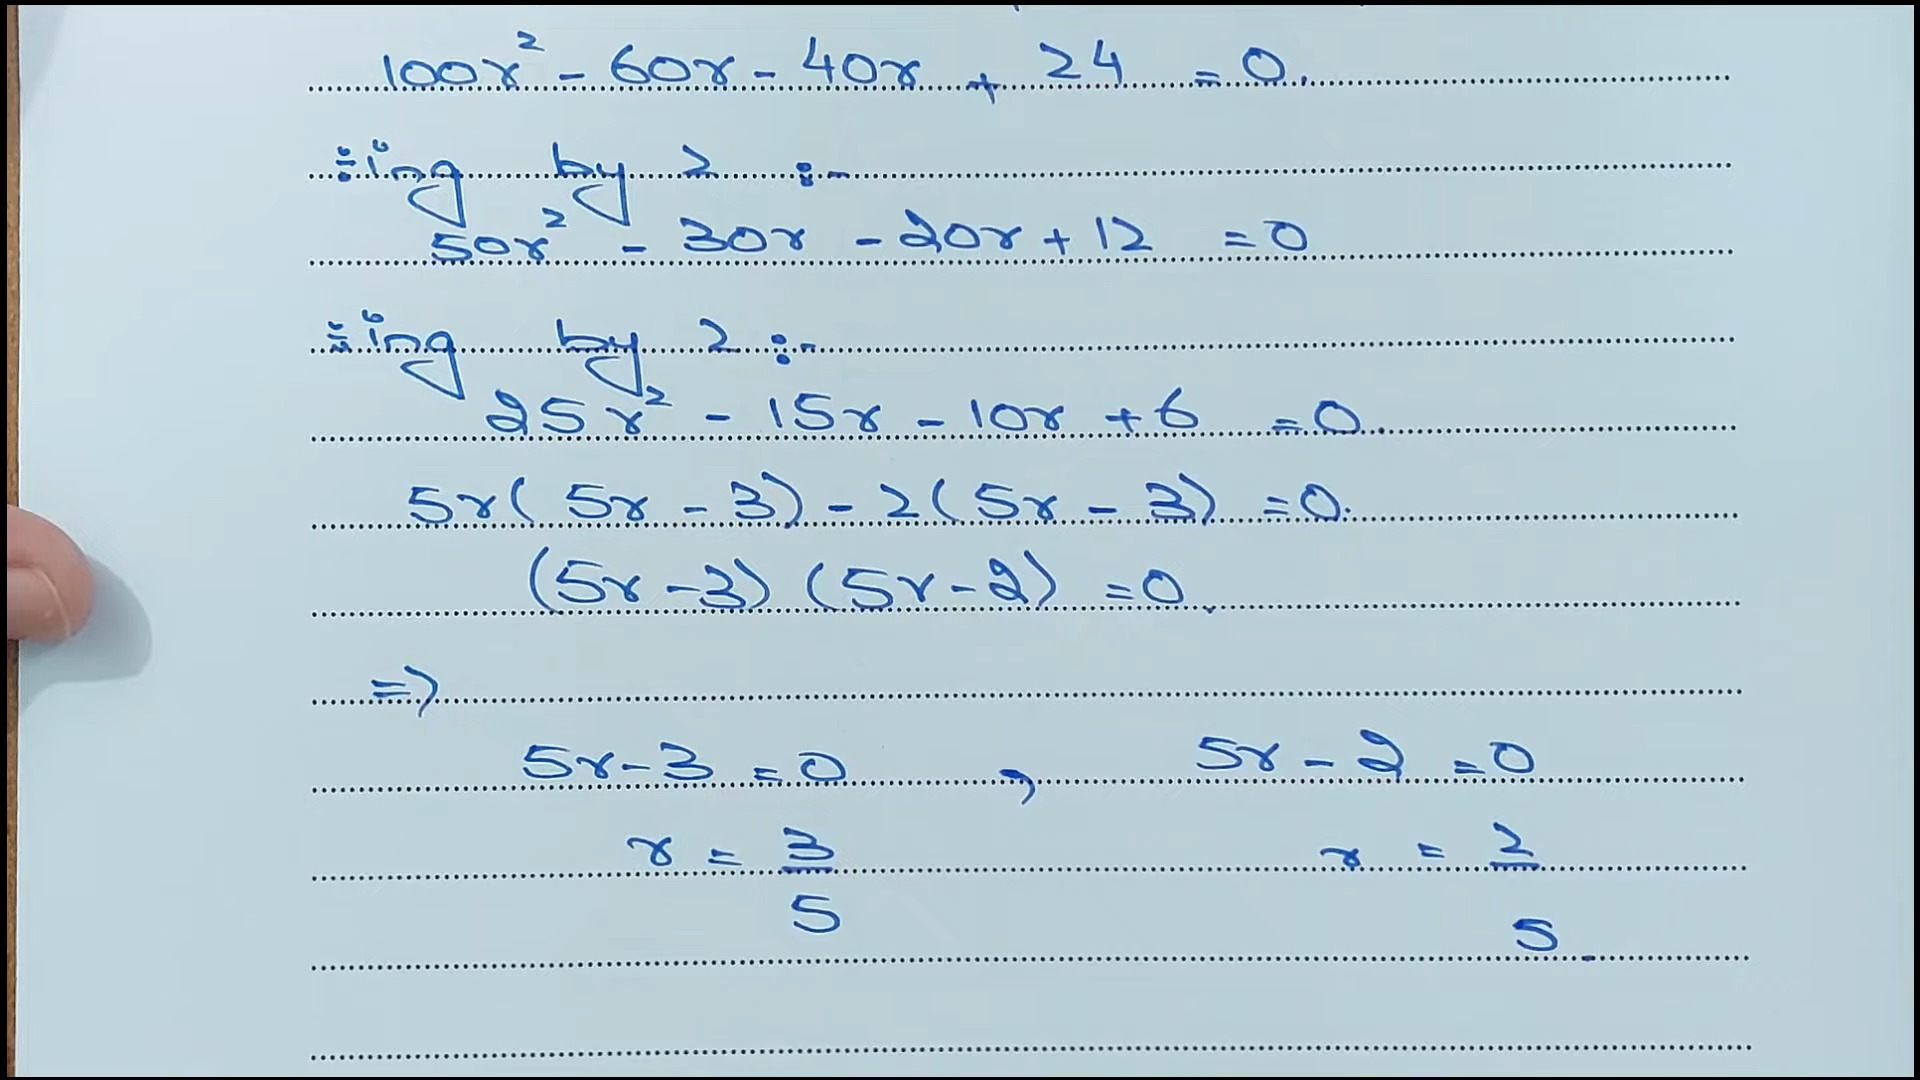 100r² - 60r - 40r + 24 = 0.
÷ing by 2 :-
50r² - 30r - 20r + 12 = 0
÷ing by 2 :-
25r² - 15r - 10r + 6 = 0.
5r( 5r - 3) - 2( 5r - 3) = 0.
(5r - 3) (5r - 2) = 0.
=>
5r - 3 = 0 , 5r - 2 = 0
r = 3/5 r = 2/5.